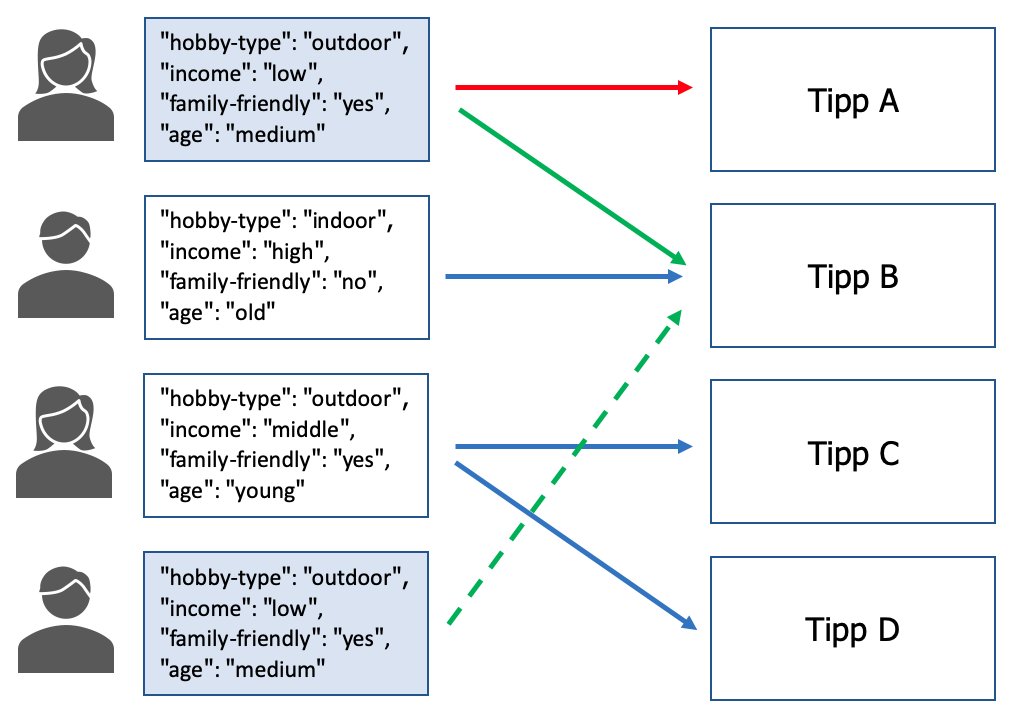 "hobby-type": "outdoor",
"income": "low",
"family-friendly": "yes",
"age": "medium"
Tipp A
"hobby-type": "indoor",
"income": "high",
"family-friendly": "no",
"age": "old"
Tipp B
"hobby-type": "outdoor",
"income": "middle",
"family-friendly": "yes",
"age": "young"
Tipp C
"hobby-type": "outdoor",
"income": "low",
"family-friendly": "yes",
"age": "medium"
Tipp D